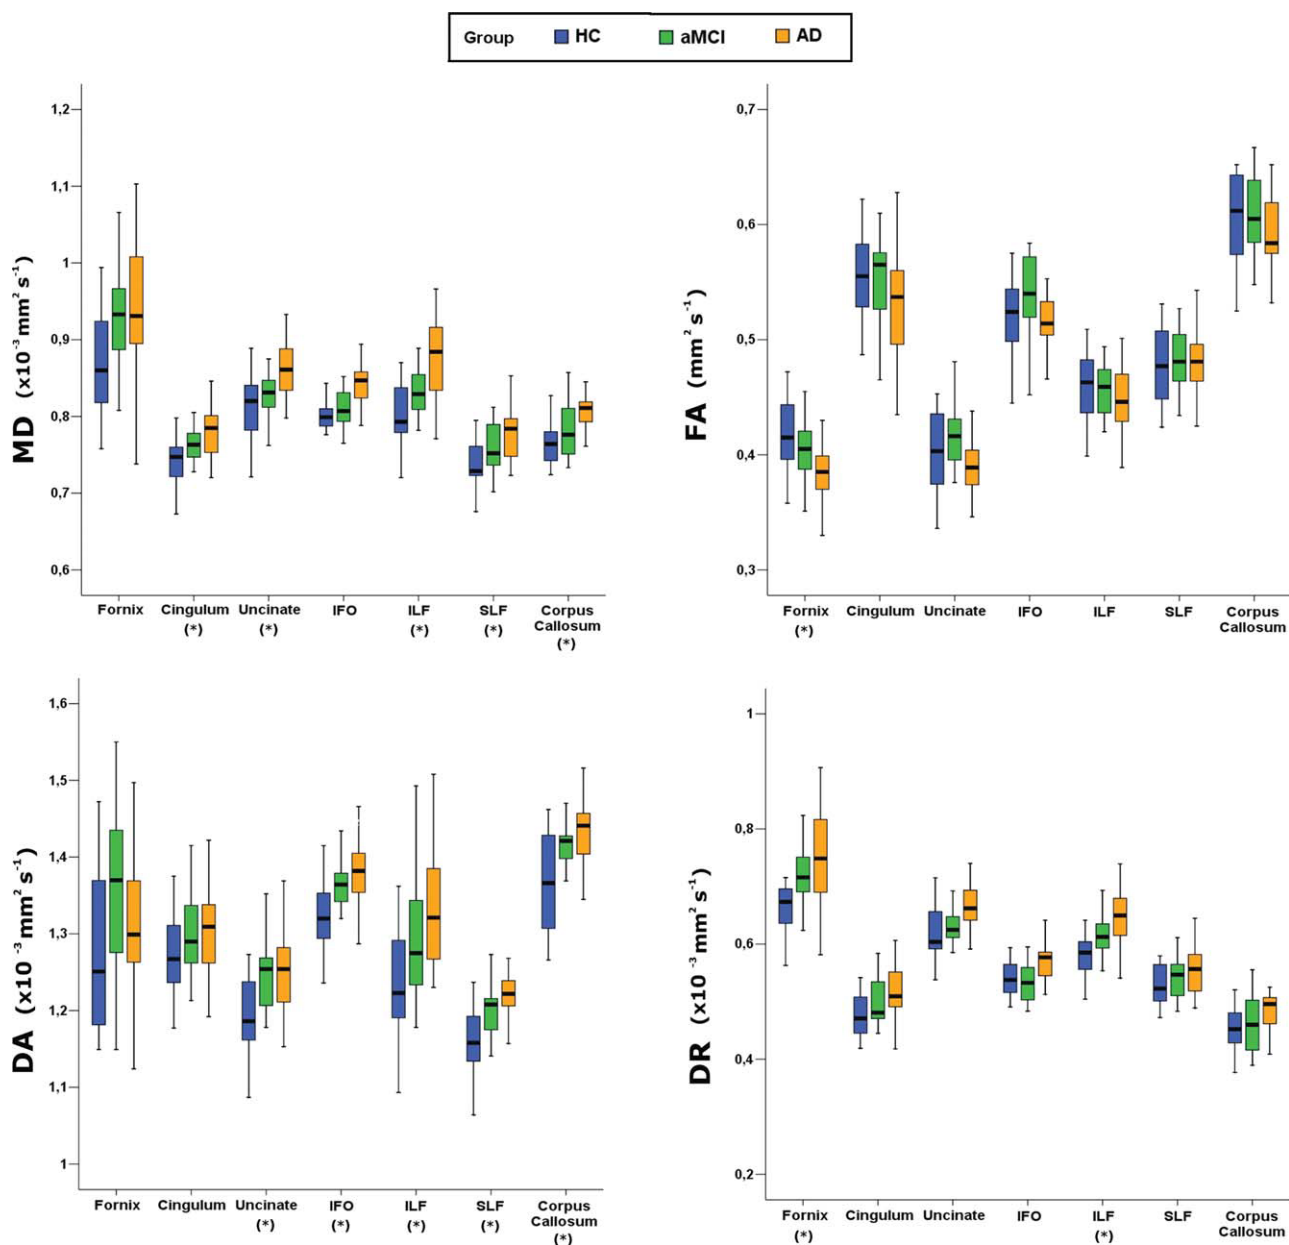 Group HC aMCI AD
MD (x10⁻³ mm² s⁻¹)
1,2
1,1
1
0,9
0,8
0,7
0,6
Fornix Cingulum Uncinate IFO ILF SLF Corpus
Callosum
(*) (*) (*) (*) (*)
FA (mm² s⁻¹)
0,7
0,6
0,5
0,4
0,3
Fornix Cingulum Uncinate IFO ILF SLF Corpus
(*) Callosum
DA (x10⁻³ mm² s⁻¹)
1,6
1,5
1,4
1,3
1,2
1,1
1
Fornix Cingulum Uncinate IFO ILF SLF Corpus
(*) (*) (*) (*) Callosum
(*)
DR (x10⁻³ mm² s⁻¹)
1
0,8
0,6
0,4
0,2
Fornix Cingulum Uncinate IFO ILF SLF Corpus
(*) (*) Callosum